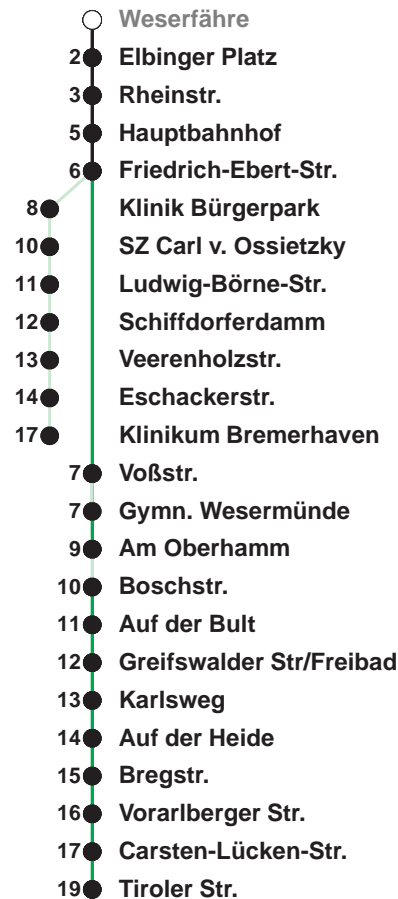 Weserfähre
2 Elbinger Platz
3 Rheinstr.
5 Hauptbahnhof
6 Friedrich-Ebert-Str.
8 Klinik Bürgerpark
10 SZ Carl v. Ossietzky
11 Ludwig-Börne-Str.
12 Schiffdorferdamm
13 Veerenholzstr.
14 Eschackerstr.
17 Klinikum Bremerhaven
7 Voßstr.
7 Gymn. Wesermünde
9 Am Oberhamm
10 Boschstr.
11 Auf der Bult
12 Greifswalder Str/Freibad
13 Karlsweg
14 Auf der Heide
15 Bregstr.
16 Vorarlberger Str.
17 Carsten-Lücken-Str.
19 Tiroler Str.